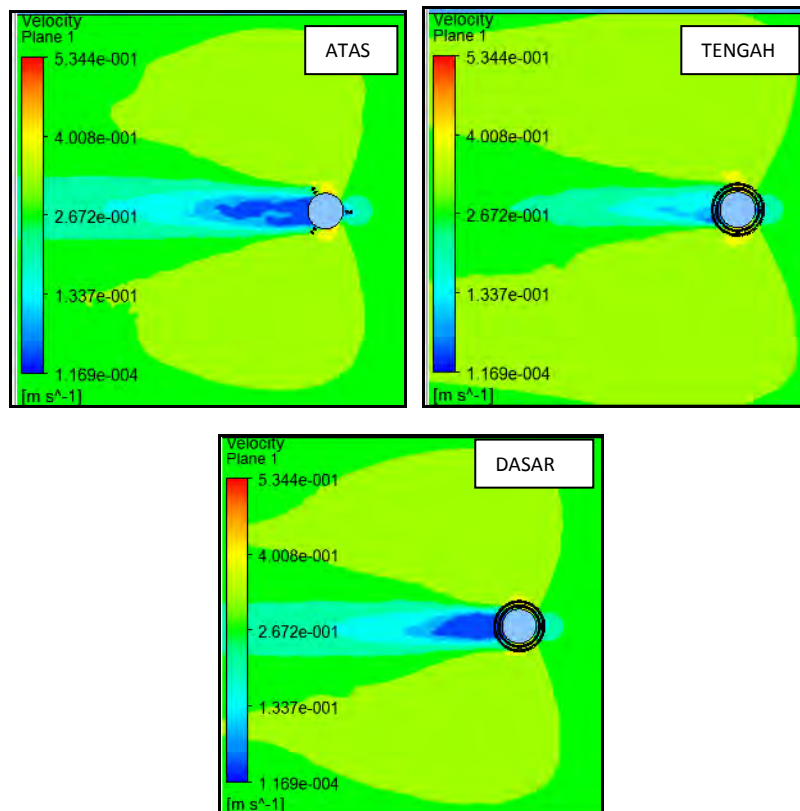 Velocity
Plane 1
ATAS
5.344e-001
4.008e-001
2.672e-001
1.337e-001
1.169e-004
[m s^-1]
Velocity
Plane 1
TENGAH
5.344e-001
4.008e-001
2.672e-001
1.337e-001
1.169e-004
[m s^-1]
Velocity
Plane 1
DASAR
5.344e-001
4.008e-001
2.672e-001
1.337e-001
1.169e-004
[m s^-1]